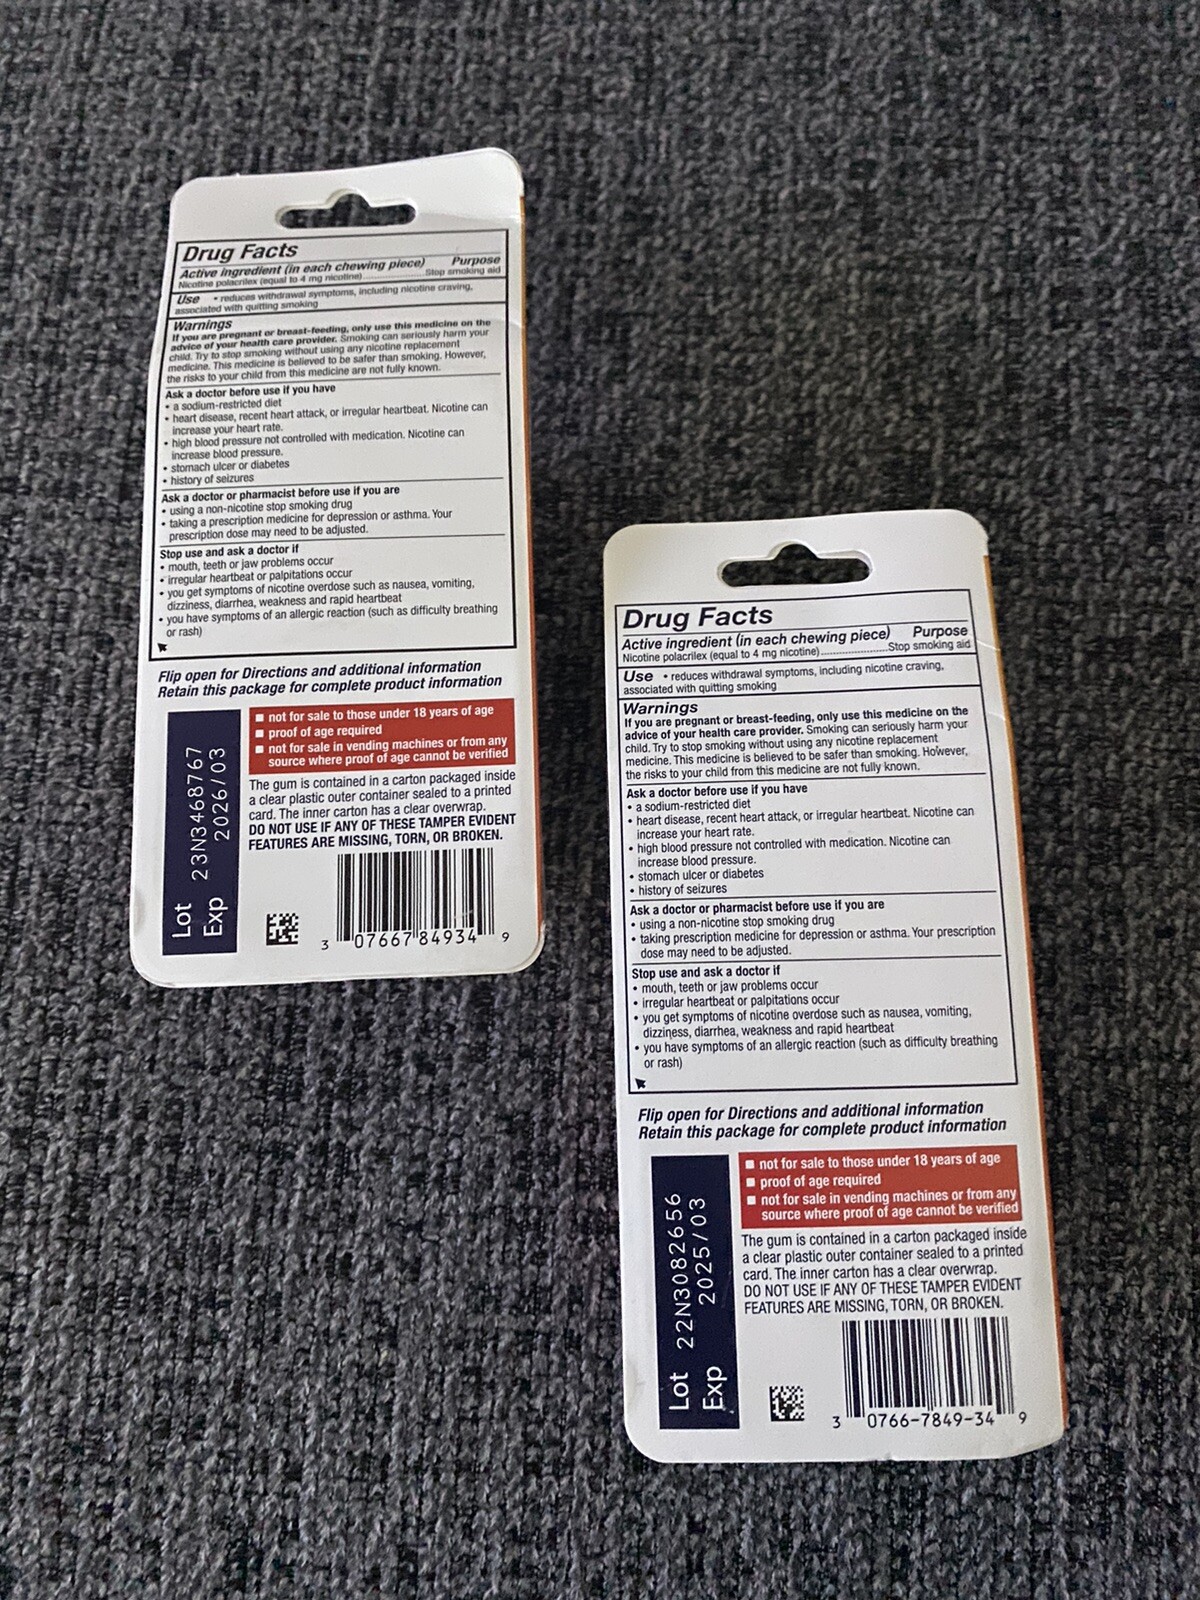 Drug Facts
Active ingredient (in each chewing piece) Purpose
Nicotine polacrilex (equal to 4 mg nicotine)........................Stop smoking aid
Use • reduces withdrawal symptoms, including nicotine craving,
associated with quitting smoking
Warnings
If you are pregnant or breast-feeding, only use this medicine on the
advice of your health care provider. Smoking can seriously harm your
child. Try to stop smoking without using any nicotine replacement
medicine. This medicine is believed to be safer than smoking. However,
the risks to your child from this medicine are not fully known.
Ask a doctor before use if you have
• a sodium-restricted diet
• heart disease, recent heart attack, or irregular heartbeat. Nicotine can
increase your heart rate.
• high blood pressure not controlled with medication. Nicotine can
increase blood pressure.
• stomach ulcer or diabetes
• history of seizures
Ask a doctor or pharmacist before use if you are
• using a non-nicotine stop smoking drug
• taking a prescription medicine for depression or asthma. Your
prescription dose may need to be adjusted.
Stop use and ask a doctor if
• mouth, teeth or jaw problems occur
• irregular heartbeat or palpitations occur
• you get symptoms of nicotine overdose such as nausea, vomiting,
dizziness, diarrhea, weakness and rapid heartbeat
• you have symptoms of an allergic reaction (such as difficulty breathing
or rash)
Flip open for Directions and additional information
Retain this package for complete product information
Lot 23N3468767
Exp 2026/03
■ not for sale to those under 18 years of age
■ proof of age required
■ not for sale in vending machines or from any
source where proof of age cannot be verified
The gum is contained in a carton packaged inside
a clear plastic outer container sealed to a printed
card. The inner carton has a clear overwrap.
DO NOT USE IF ANY OF THESE TAMPER EVIDENT
FEATURES ARE MISSING, TORN, OR BROKEN.
3 07667 84934 9
Drug Facts
Active ingredient (in each chewing piece) Purpose
Nicotine polacrilex (equal to 4 mg nicotine)........................Stop smoking aid
Use • reduces withdrawal symptoms, including nicotine craving,
associated with quitting smoking
Warnings
If you are pregnant or breast-feeding, only use this medicine on the
advice of your health care provider. Smoking can seriously harm your
child. Try to stop smoking without using any nicotine replacement
medicine. This medicine is believed to be safer than smoking. However,
the risks to your child from this medicine are not fully known.
Ask a doctor before use if you have
• a sodium-restricted diet
• heart disease, recent heart attack, or irregular heartbeat. Nicotine can
increase your heart rate.
• high blood pressure not controlled with medication. Nicotine can
increase blood pressure.
• stomach ulcer or diabetes
• history of seizures
Ask a doctor or pharmacist before use if you are
• using a non-nicotine stop smoking drug
• taking prescription medicine for depression or asthma. Your prescription
dose may need to be adjusted.
Stop use and ask a doctor if
• mouth, teeth or jaw problems occur
• irregular heartbeat or palpitations occur
• you get symptoms of nicotine overdose such as nausea, vomiting,
dizziness, diarrhea, weakness and rapid heartbeat
• you have symptoms of an allergic reaction (such as difficulty breathing
or rash)
Flip open for Directions and additional information
Retain this package for complete product information
Lot 22N3082656
Exp 2025/03
■ not for sale to those under 18 years of age
■ proof of age required
■ not for sale in vending machines or from any
source where proof of age cannot be verified
The gum is contained in a carton packaged inside
a clear plastic outer container sealed to a printed
card. The inner carton has a clear overwrap.
DO NOT USE IF ANY OF THESE TAMPER EVIDENT
FEATURES ARE MISSING, TORN, OR BROKEN.
3 0766-7849-34 9